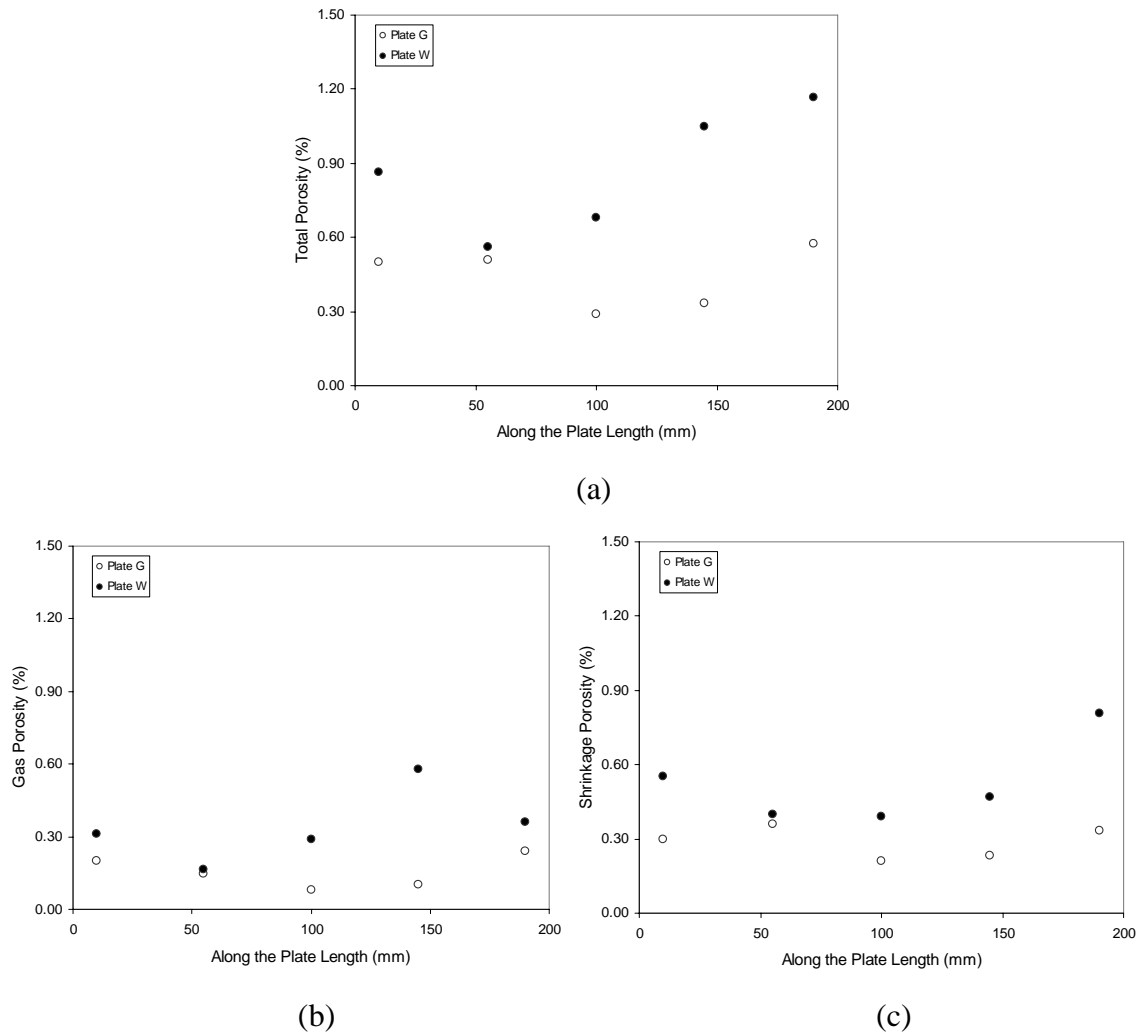 1.50
Plate G
Plate W
1.20
0.90
0.60
0.30
0.00
Total Porosity (%)
0 50 100 150 200
Along the Plate Length (mm)
(a)
1.50
Plate G
Plate W
1.20
0.90
0.60
0.30
0.00
Gas Porosity (%)
0 50 100 150 200
Along the Plate Length (mm)
(b)
1.50
Plate G
Plate W
1.20
0.90
0.60
0.30
0.00
Shrinkage Porosity (%)
0 50 100 150 200
Along the Plate Length (mm)
(c)